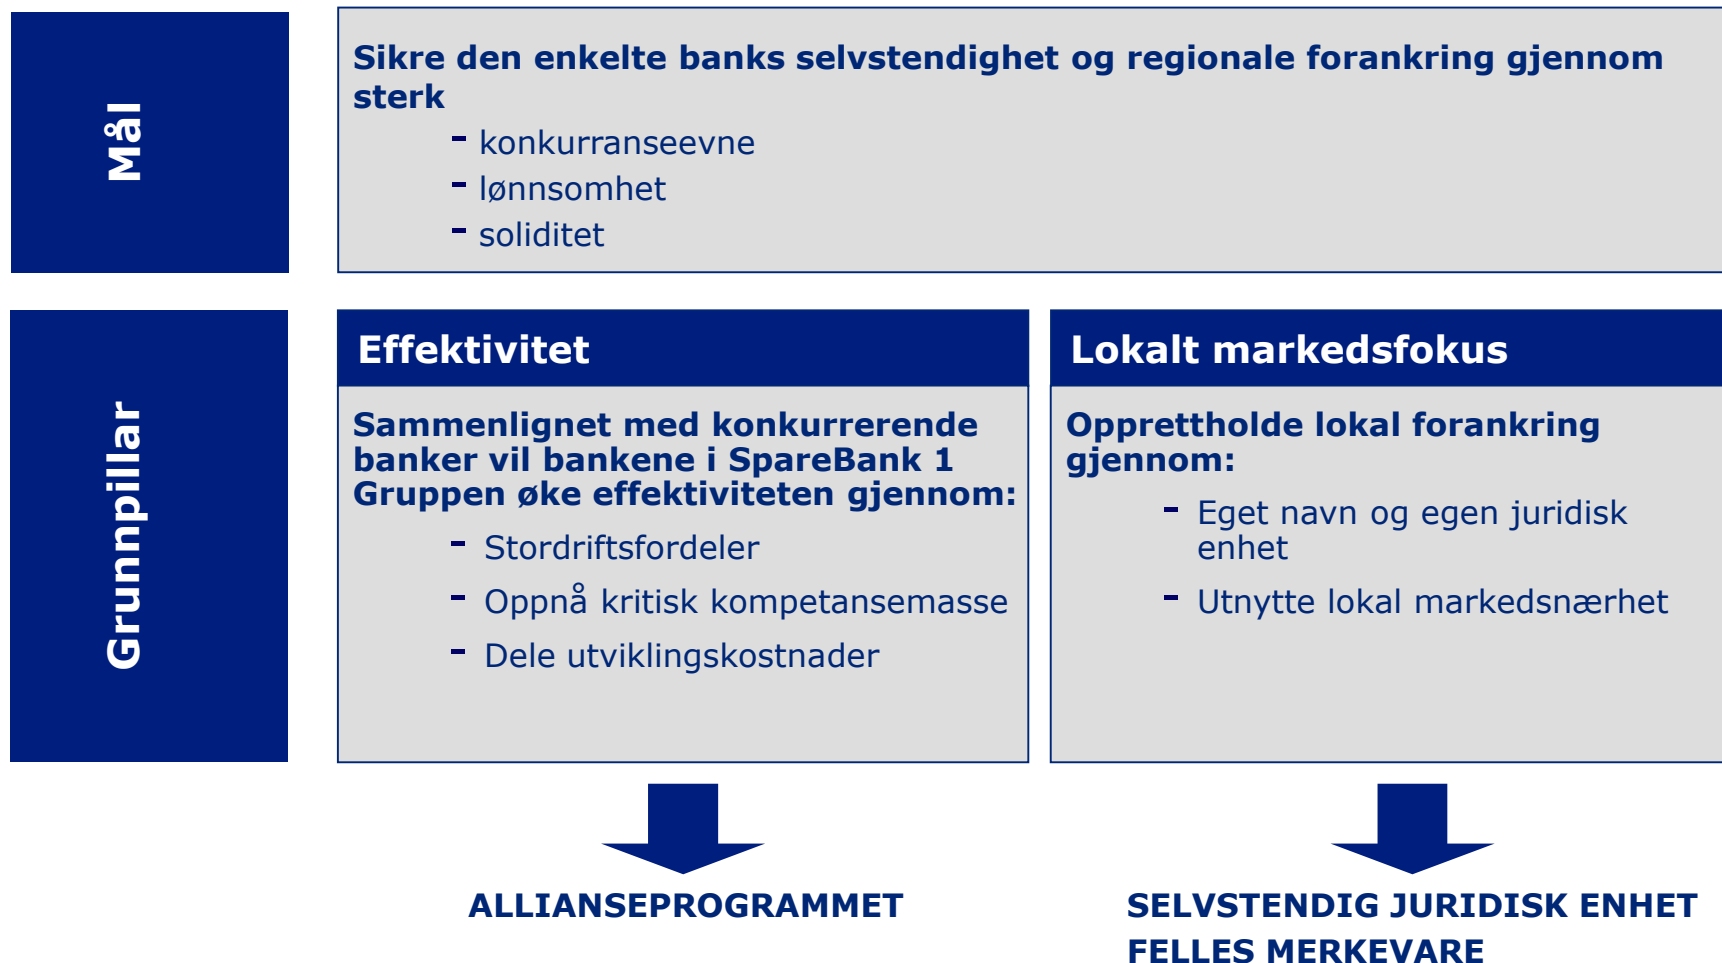 Mål
Sikre den enkelte banks selvstendighet og regionale forankring gjennom
sterk
- konkurranseevne
- lønnsomhet
- soliditet
Grunnpillar
Effektivitet
Sammenlignet med konkurrerende
banker vil bankene i SpareBank 1
Gruppen øke effektiviteten gjennom:
- Stordriftsfordeler
- Oppnå kritisk kompetansemasse
- Dele utviklingskostnader
Lokalt markedsfokus
Opprettholde lokal forankring
gjennom:
- Eget navn og egen juridisk
enhet
- Utnytte lokal markedsnærhet
ALLIANSEPROGRAMMET
SELVSTENDIG JURIDISK ENHET
FELLES MERKEVARE